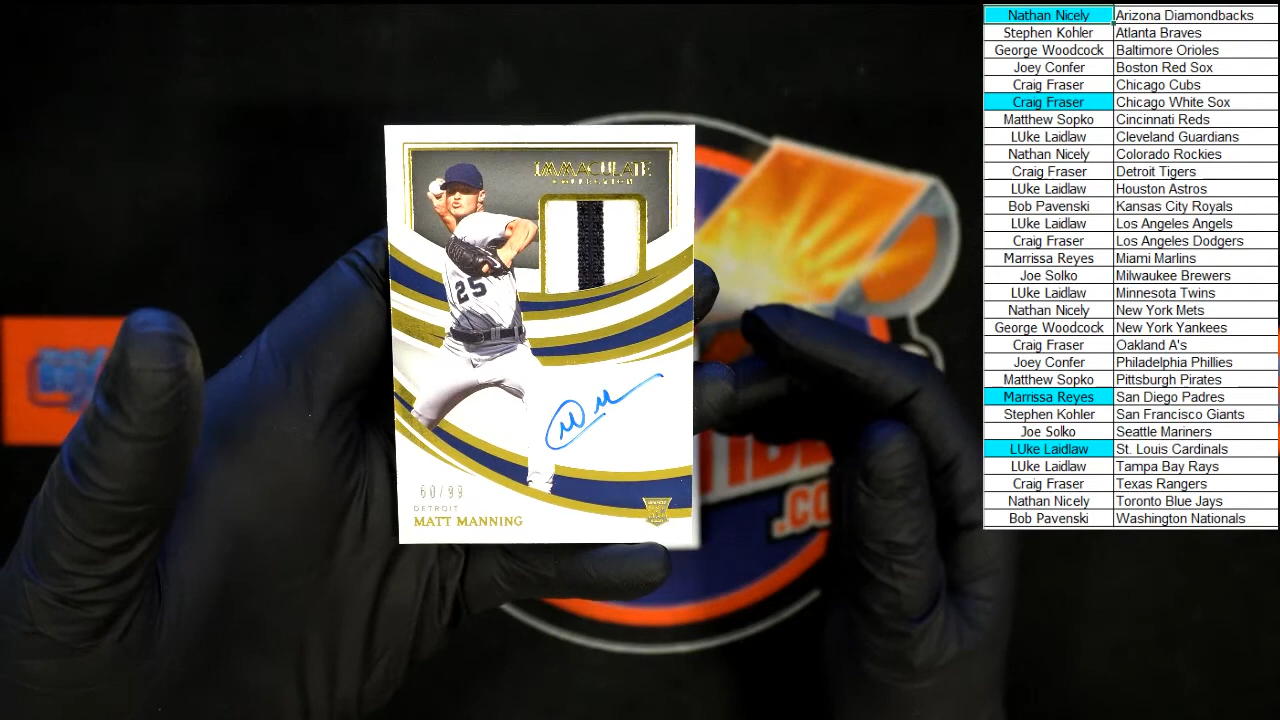 IMMACULATE
COLLECTION
25
60/99
DETROIT
MATT MANNING
.CO
Nathan Nicely Arizona Diamondbacks
Stephen Kohler Atlanta Braves
George Woodcock Baltimore Orioles
Joey Confer Boston Red Sox
Craig Fraser Chicago Cubs
Craig Fraser Chicago White Sox
Matthew Sopko Cincinnati Reds
LUke Laidlaw Cleveland Guardians
Nathan Nicely Colorado Rockies
Craig Fraser Detroit Tigers
LUke Laidlaw Houston Astros
Bob Pavenski Kansas City Royals
LUke Laidlaw Los Angeles Angels
Craig Fraser Los Angeles Dodgers
Marrissa Reyes Miami Marlins
Joe Solko Milwaukee Brewers
LUke Laidlaw Minnesota Twins
Nathan Nicely New York Mets
George Woodcock New York Yankees
Craig Fraser Oakland A's
Joey Confer Philadelphia Phillies
Matthew Sopko Pittsburgh Pirates
Marrissa Reyes San Diego Padres
Stephen Kohler San Francisco Giants
Joe Solko Seattle Mariners
LUke Laidlaw St. Louis Cardinals
LUke Laidlaw Tampa Bay Rays
Craig Fraser Texas Rangers
Nathan Nicely Toronto Blue Jays
Bob Pavenski Washington Nationals